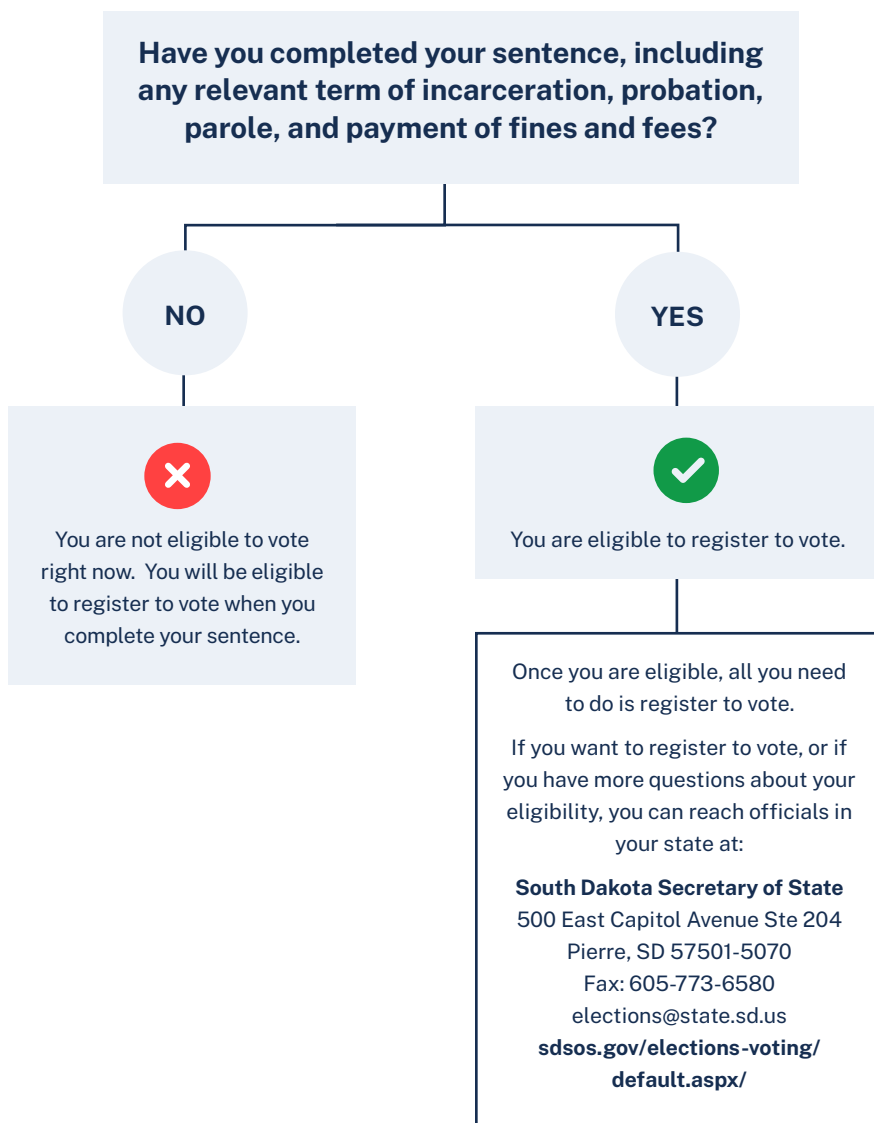 Have you completed your sentence, including
any relevant term of incarceration, probation,
parole, and payment of fines and fees?
NO
YES
You are not eligible to vote
right now.  You will be eligible
to register to vote when you
complete your sentence.
You are eligible to register to vote.
Once you are eligible, all you need
to do is register to vote.
If you want to register to vote, or if
you have more questions about your
eligibility, you can reach officials in
your state at:
South Dakota Secretary of State
500 East Capitol Avenue Ste 204
Pierre, SD 57501-5070
Fax: 605-773-6580
elections@state.sd.us
sdsos.gov/elections-voting/
default.aspx/